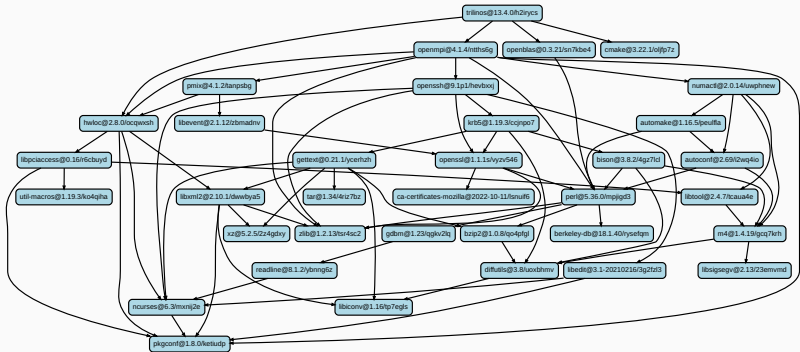 trilinos@13.4.0/h2irycs
openmpi@4.1.4/ntths6g
openblas@0.3.21/sn7kbe4
cmake@3.22.1/oljfp7z
pmix@4.1.2/tanpsbg
openssh@9.1p1/hevbxxj
numactl@2.0.14/uwphnew
hwloc@2.8.0/ocqwxsh
libevent@2.1.12/zbmadnv
krb5@1.19.3/ccjnpo7
automake@1.16.5/peulffa
libpciaccess@0.16/r6cbuyd
gettext@0.21.1/ycerhzh
openssl@1.1.1s/vyzv546
bison@3.8.2/4gz7lcl
autoconf@2.69/i2wq4io
util-macros@1.19.3/ko4qiha
libxml2@2.10.1/dwwbya5
tar@1.34/4riz7bz
ca-certificates-mozilla@2022-10-11/lsnuif6
perl@5.36.0/mpjjgd3
libtool@2.4.7/tcaua4e
xz@5.2.5/2z4gdxy
zlib@1.2.13/tsr4sc2
gdbm@1.23/qgkv2lq
bzip2@1.0.8/qo4pfgl
berkeley-db@18.1.40/rysefqm
m4@1.4.19/gcq7krh
readline@8.1.2/ybnng6z
diffutils@3.8/uoxbhmv
libedit@3.1-20210216/3g2fzl3
libsigsegv@2.13/23emvmd
ncurses@6.3/mxnij2e
libiconv@1.16/tp7egls
pkgconf@1.8.0/ketiudp